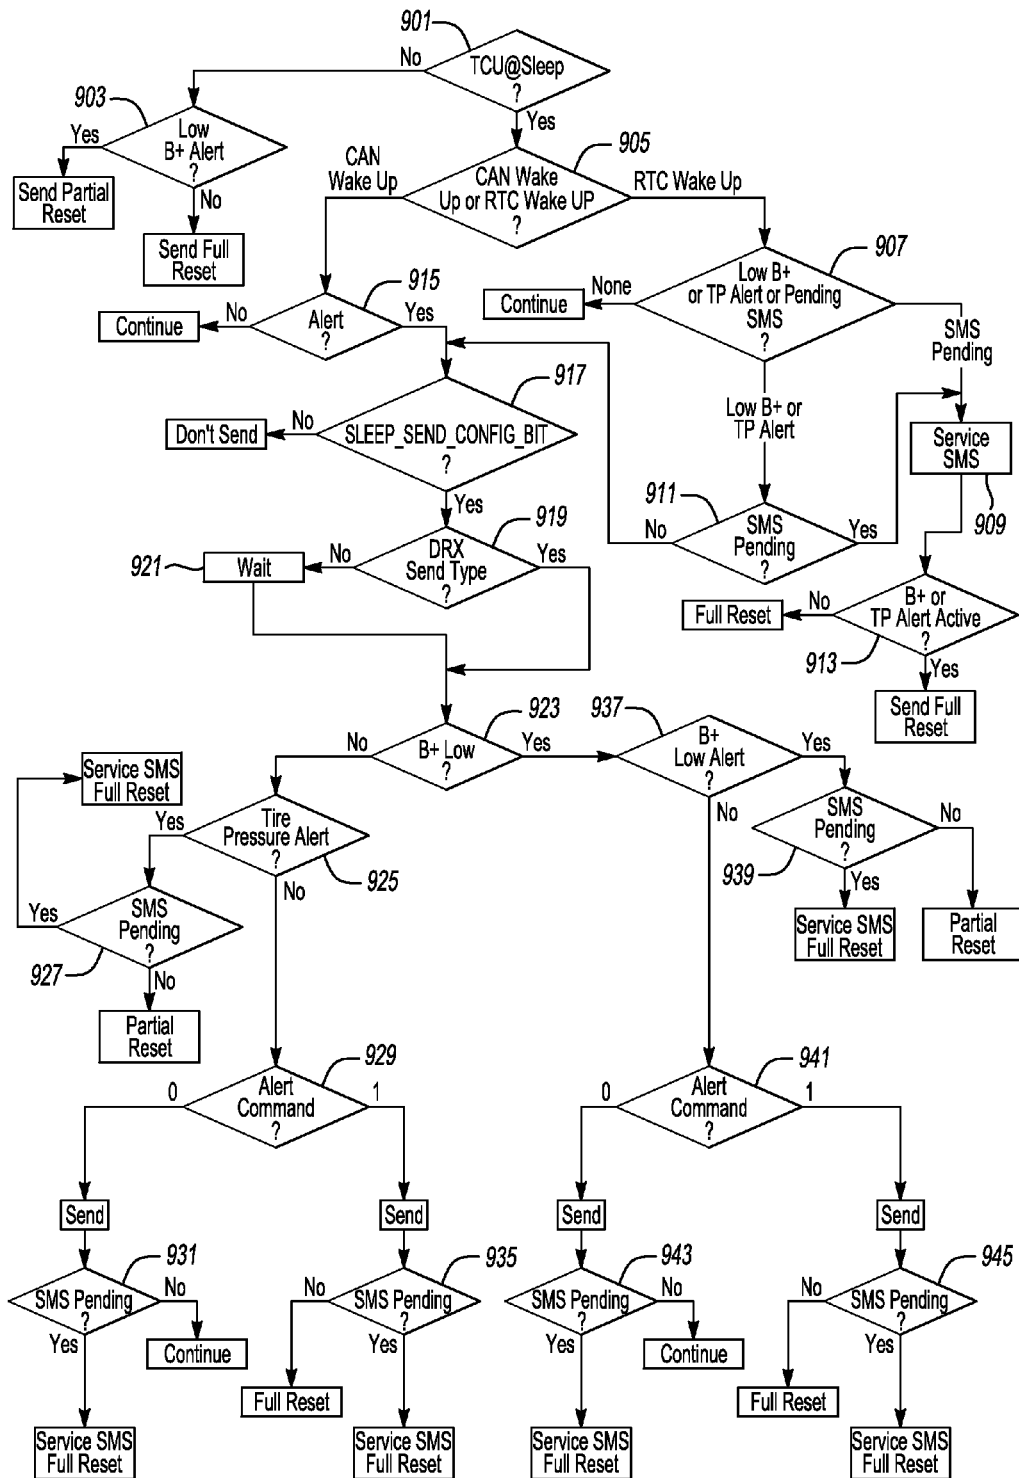 901
No
TCU@Sleep
?
Yes
903
Yes
Low
B+ Alert
?
No
Send Partial
Reset
Send Full
Reset
905
CAN
Wake Up
CAN Wake
Up or RTC Wake UP
?
RTC Wake Up
907
Low B+
or TP Alert or Pending
SMS
?
None
Continue
SMS
Pending
915
Continue
No
Alert
?
Yes
917
Don't Send
No
SLEEP_SEND_CONFIG_BIT
?
Yes
Low B+ or
TP Alert
Service
SMS
909
911
No
SMS
Pending
?
Yes
919
921
Wait
No
DRX
Send Type
?
Yes
Full Reset
No
B+ or
TP Alert Active
?
913
Yes
Send Full
Reset
923
No
B+ Low
?
Yes
937
B+
Low Alert
?
Yes
No
Service SMS
Full Reset
Yes
Tire
Pressure Alert
?
925
No
SMS
Pending
?
No
939
Yes
Service SMS
Full Reset
Partial
Reset
Yes
SMS
Pending
?
927
No
Partial
Reset
929
0
Alert
Command
?
1
941
0
Alert
Command
?
1
Send
Send
Send
Send
931
SMS Pending
?
No
Yes
Continue
935
No
SMS Pending
?
Yes
Full Reset
943
SMS Pending
?
No
Yes
Continue
945
No
SMS Pending
?
Yes
Full Reset
Service SMS
Full Reset
Service SMS
Full Reset
Service SMS
Full Reset
Service SMS
Full Reset